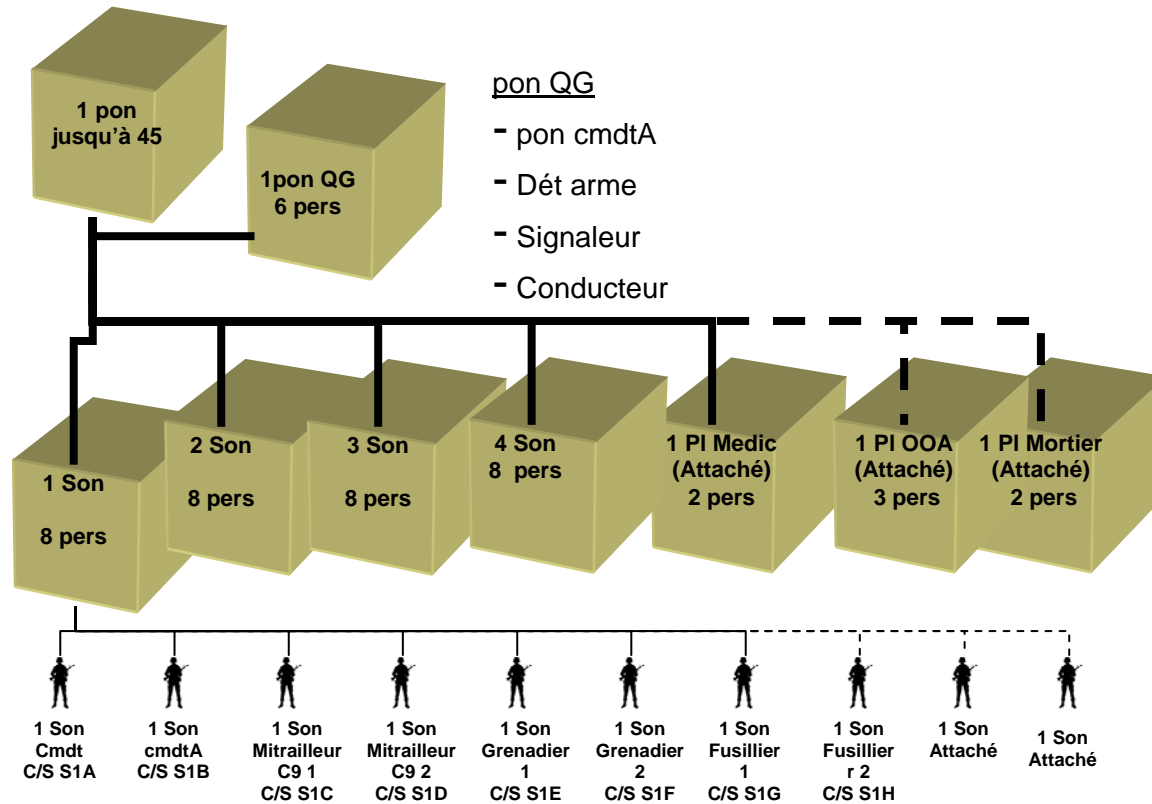 1 pon
jusqu'à 45
1pon QG
6 pers
pon QG
- pon cmdtA
- Dét arme
- Signaleur
- Conducteur
1 Son
8 pers
2 Son
8 pers
3 Son
8 pers
4 Son
8 pers
1 Pl Medic
(Attaché)
2 pers
1 Pl OOA
(Attaché)
3 pers
1 Pl Mortier
(Attaché)
2 pers
1 Son
Cmdt
C/S S1A
1 Son
cmdtA
C/S S1B
1 Son
Mitrailleur
C9 1
C/S S1C
1 Son
Mitrailleur
C9 2
C/S S1D
1 Son
Grenadier
1
C/S S1E
1 Son
Grenadier
2
C/S S1F
1 Son
Fusillier
1
C/S S1G
1 Son
Fusillier
r 2
C/S S1H
1 Son
Attaché
1 Son
Attaché